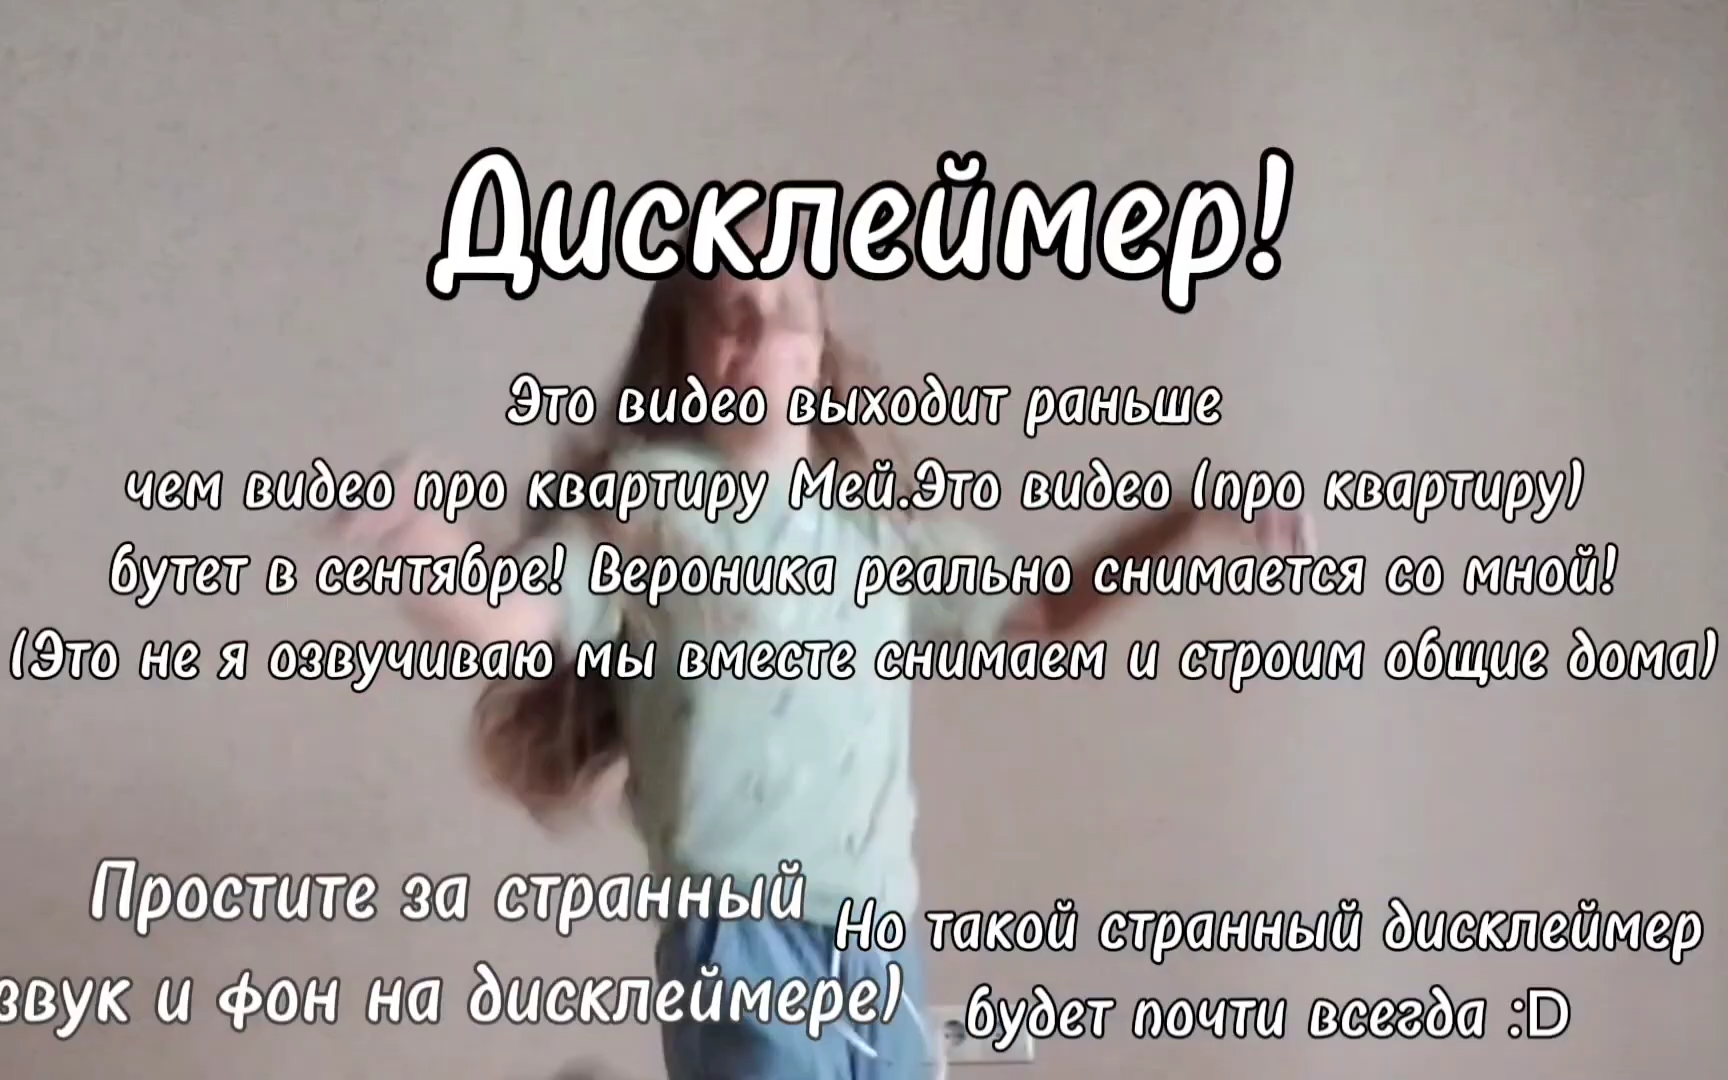 Дисклеймер!
Это видео выходит раньше
чем видео про квартиру Мей.Это видео (про квартиру)
бутет в сентябре! Вероника реально снимается со мной!
(Это не я озвучиваю мы вместе снимаем и строим общие дома)
Простите за странный
звук и фон на дисклеймере)
Но такой странный дисклеймер
будет почти всегда :D